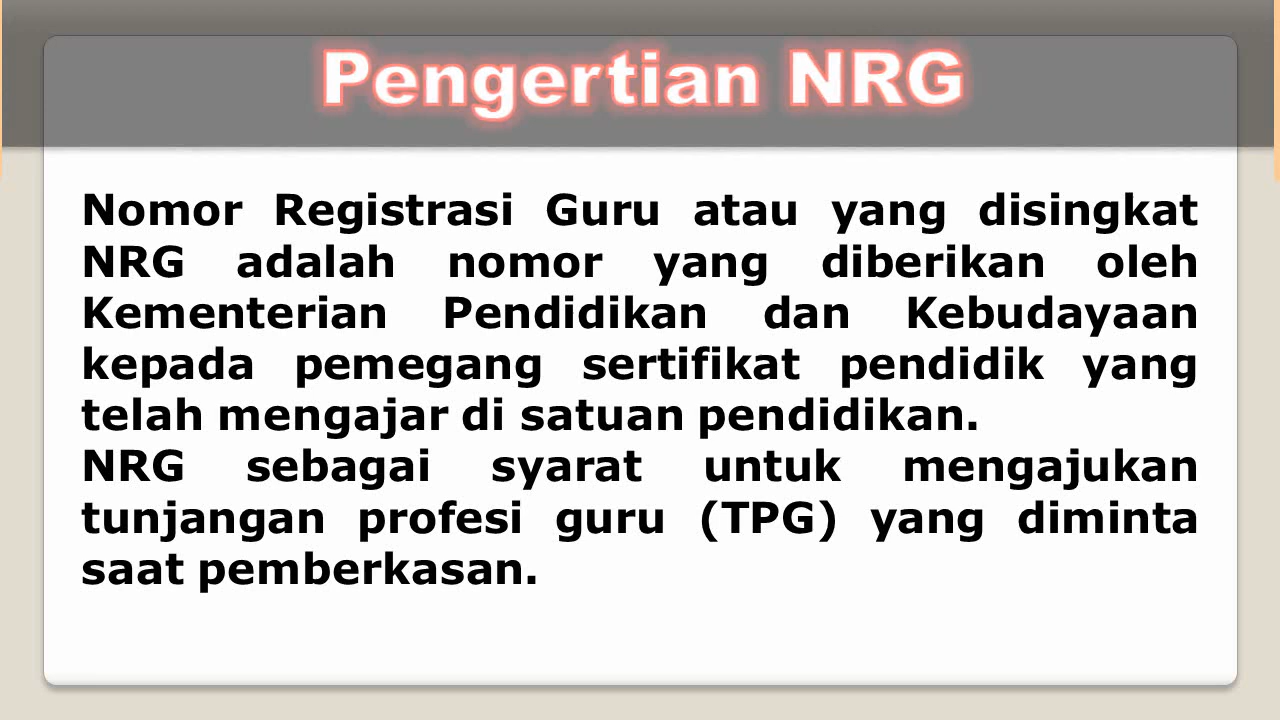 Pengertian NRG
Nomor Registrasi Guru atau yang disingkat
NRG adalah nomor yang diberikan oleh
Kementerian Pendidikan dan Kebudayaan
kepada pemegang sertifikat pendidik yang
telah mengajar di satuan pendidikan.
NRG sebagai syarat untuk mengajukan
tunjangan profesi guru (TPG) yang diminta
saat pemberkasan.